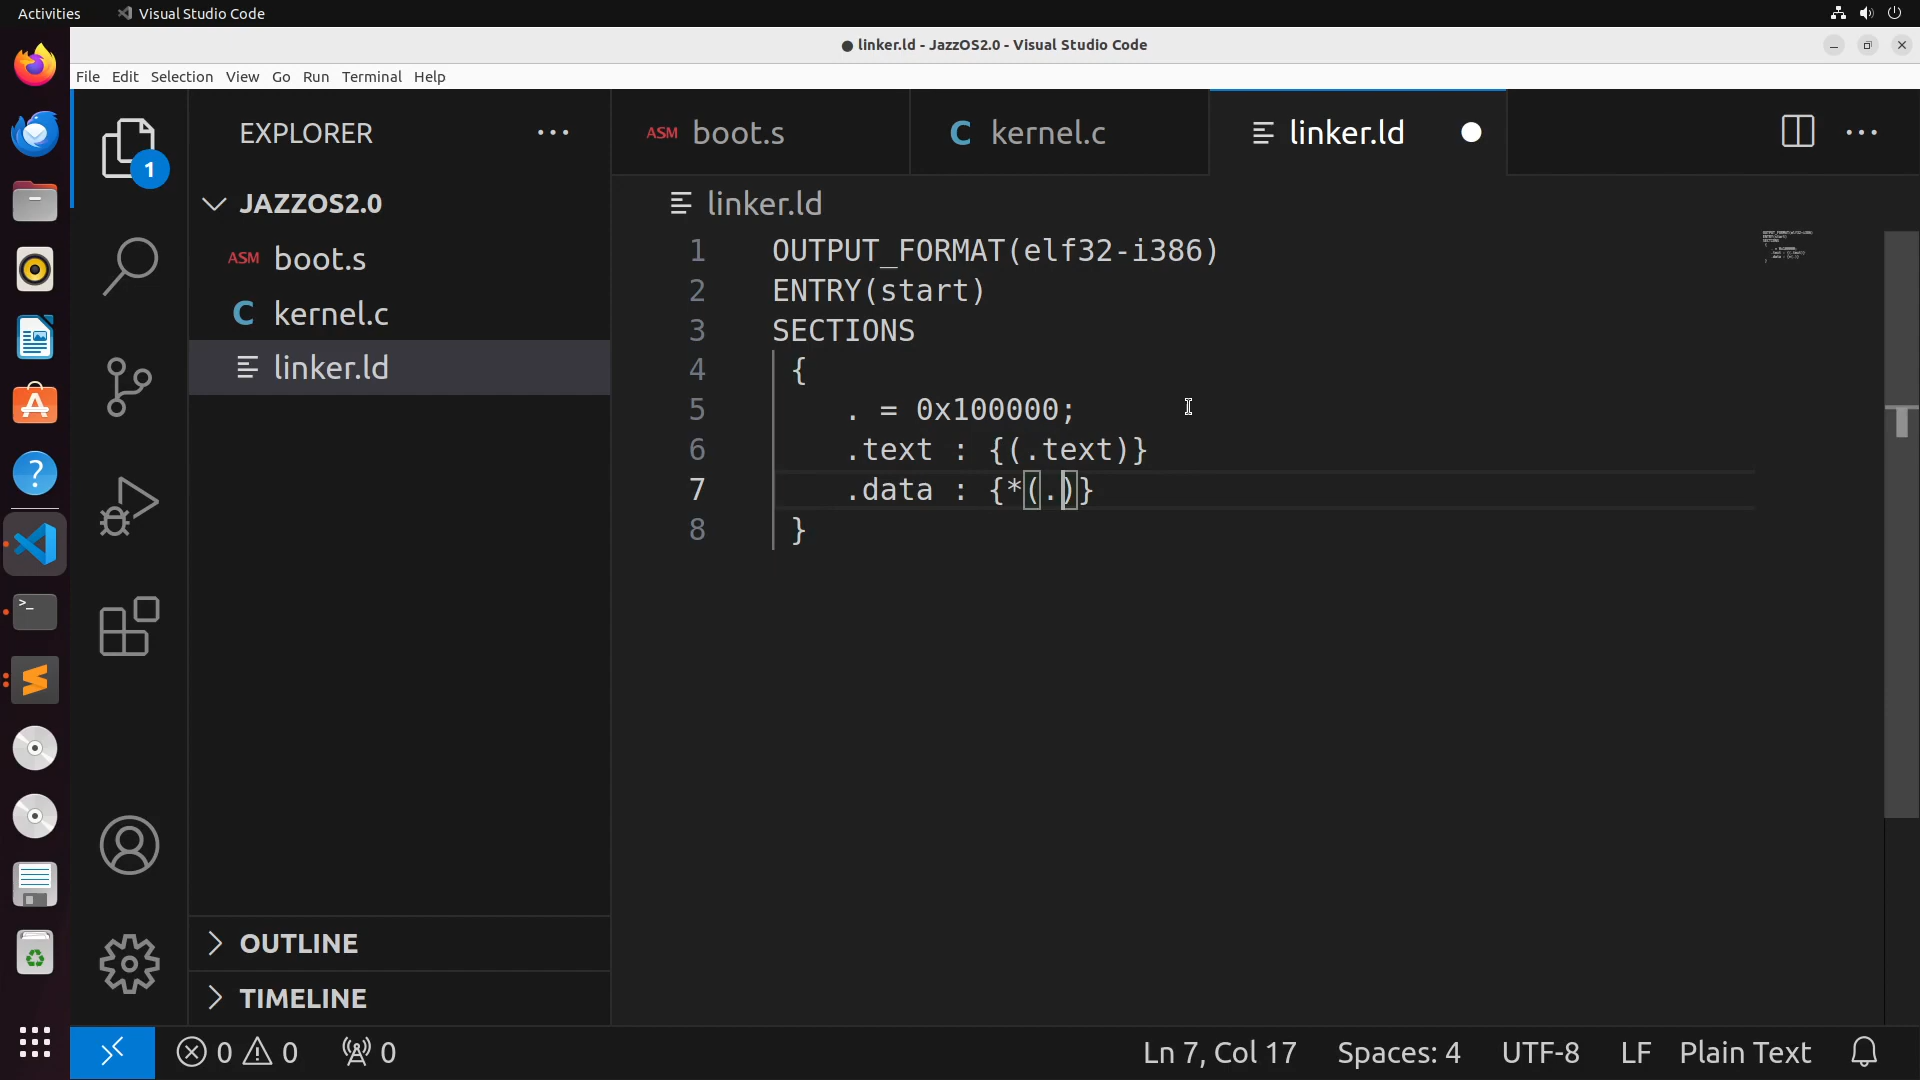 Activities Visual Studio Code
linker.ld - JazzOS2.0 - Visual Studio Code
File Edit Selection View Go Run Terminal Help
EXPLORER
1
JAZZOS2.0
ASM boot.s
C kernel.c
linker.ld
OUTLINE
TIMELINE
ASM boot.s C kernel.c linker.ld
linker.ld
1 OUTPUT_FORMAT(elf32-i386)
2 ENTRY(start)
3 SECTIONS
4 {
5 . = 0x100000;
6 .text : {(.text)}
7 .data : {*(.)}
8 }
0 0 0 Ln 7, Col 17 Spaces: 4 UTF-8 LF Plain Text